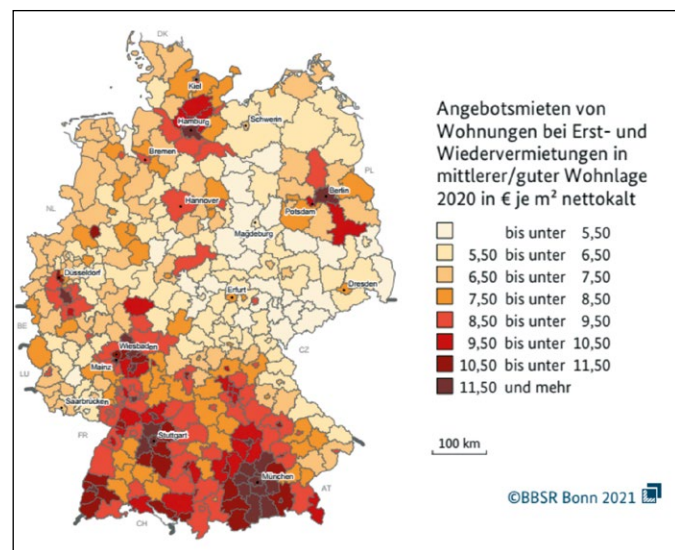 DK
Kiel
Hamburg
Schwerin
Bremen
PL
NL
Hannover
Berlin
Potsdam
Magdeburg
Düsseldorf
Erfurt
Dresden
BE
Wiesbaden
CZ
LU
Mainz
Saarbrücken
FR
Stuttgart
München
AT
CH
Angebotsmieten von
Wohnungen bei Erst- und
Wiedervermietungen in
mittlerer/guter Wohnlage
2020 in € je m² nettokalt
bis unter 5,50
5,50 bis unter 6,50
6,50 bis unter 7,50
7,50 bis unter 8,50
8,50 bis unter 9,50
9,50 bis unter 10,50
10,50 bis unter 11,50
11,50 und mehr
100 km
©BBSR Bonn 2021